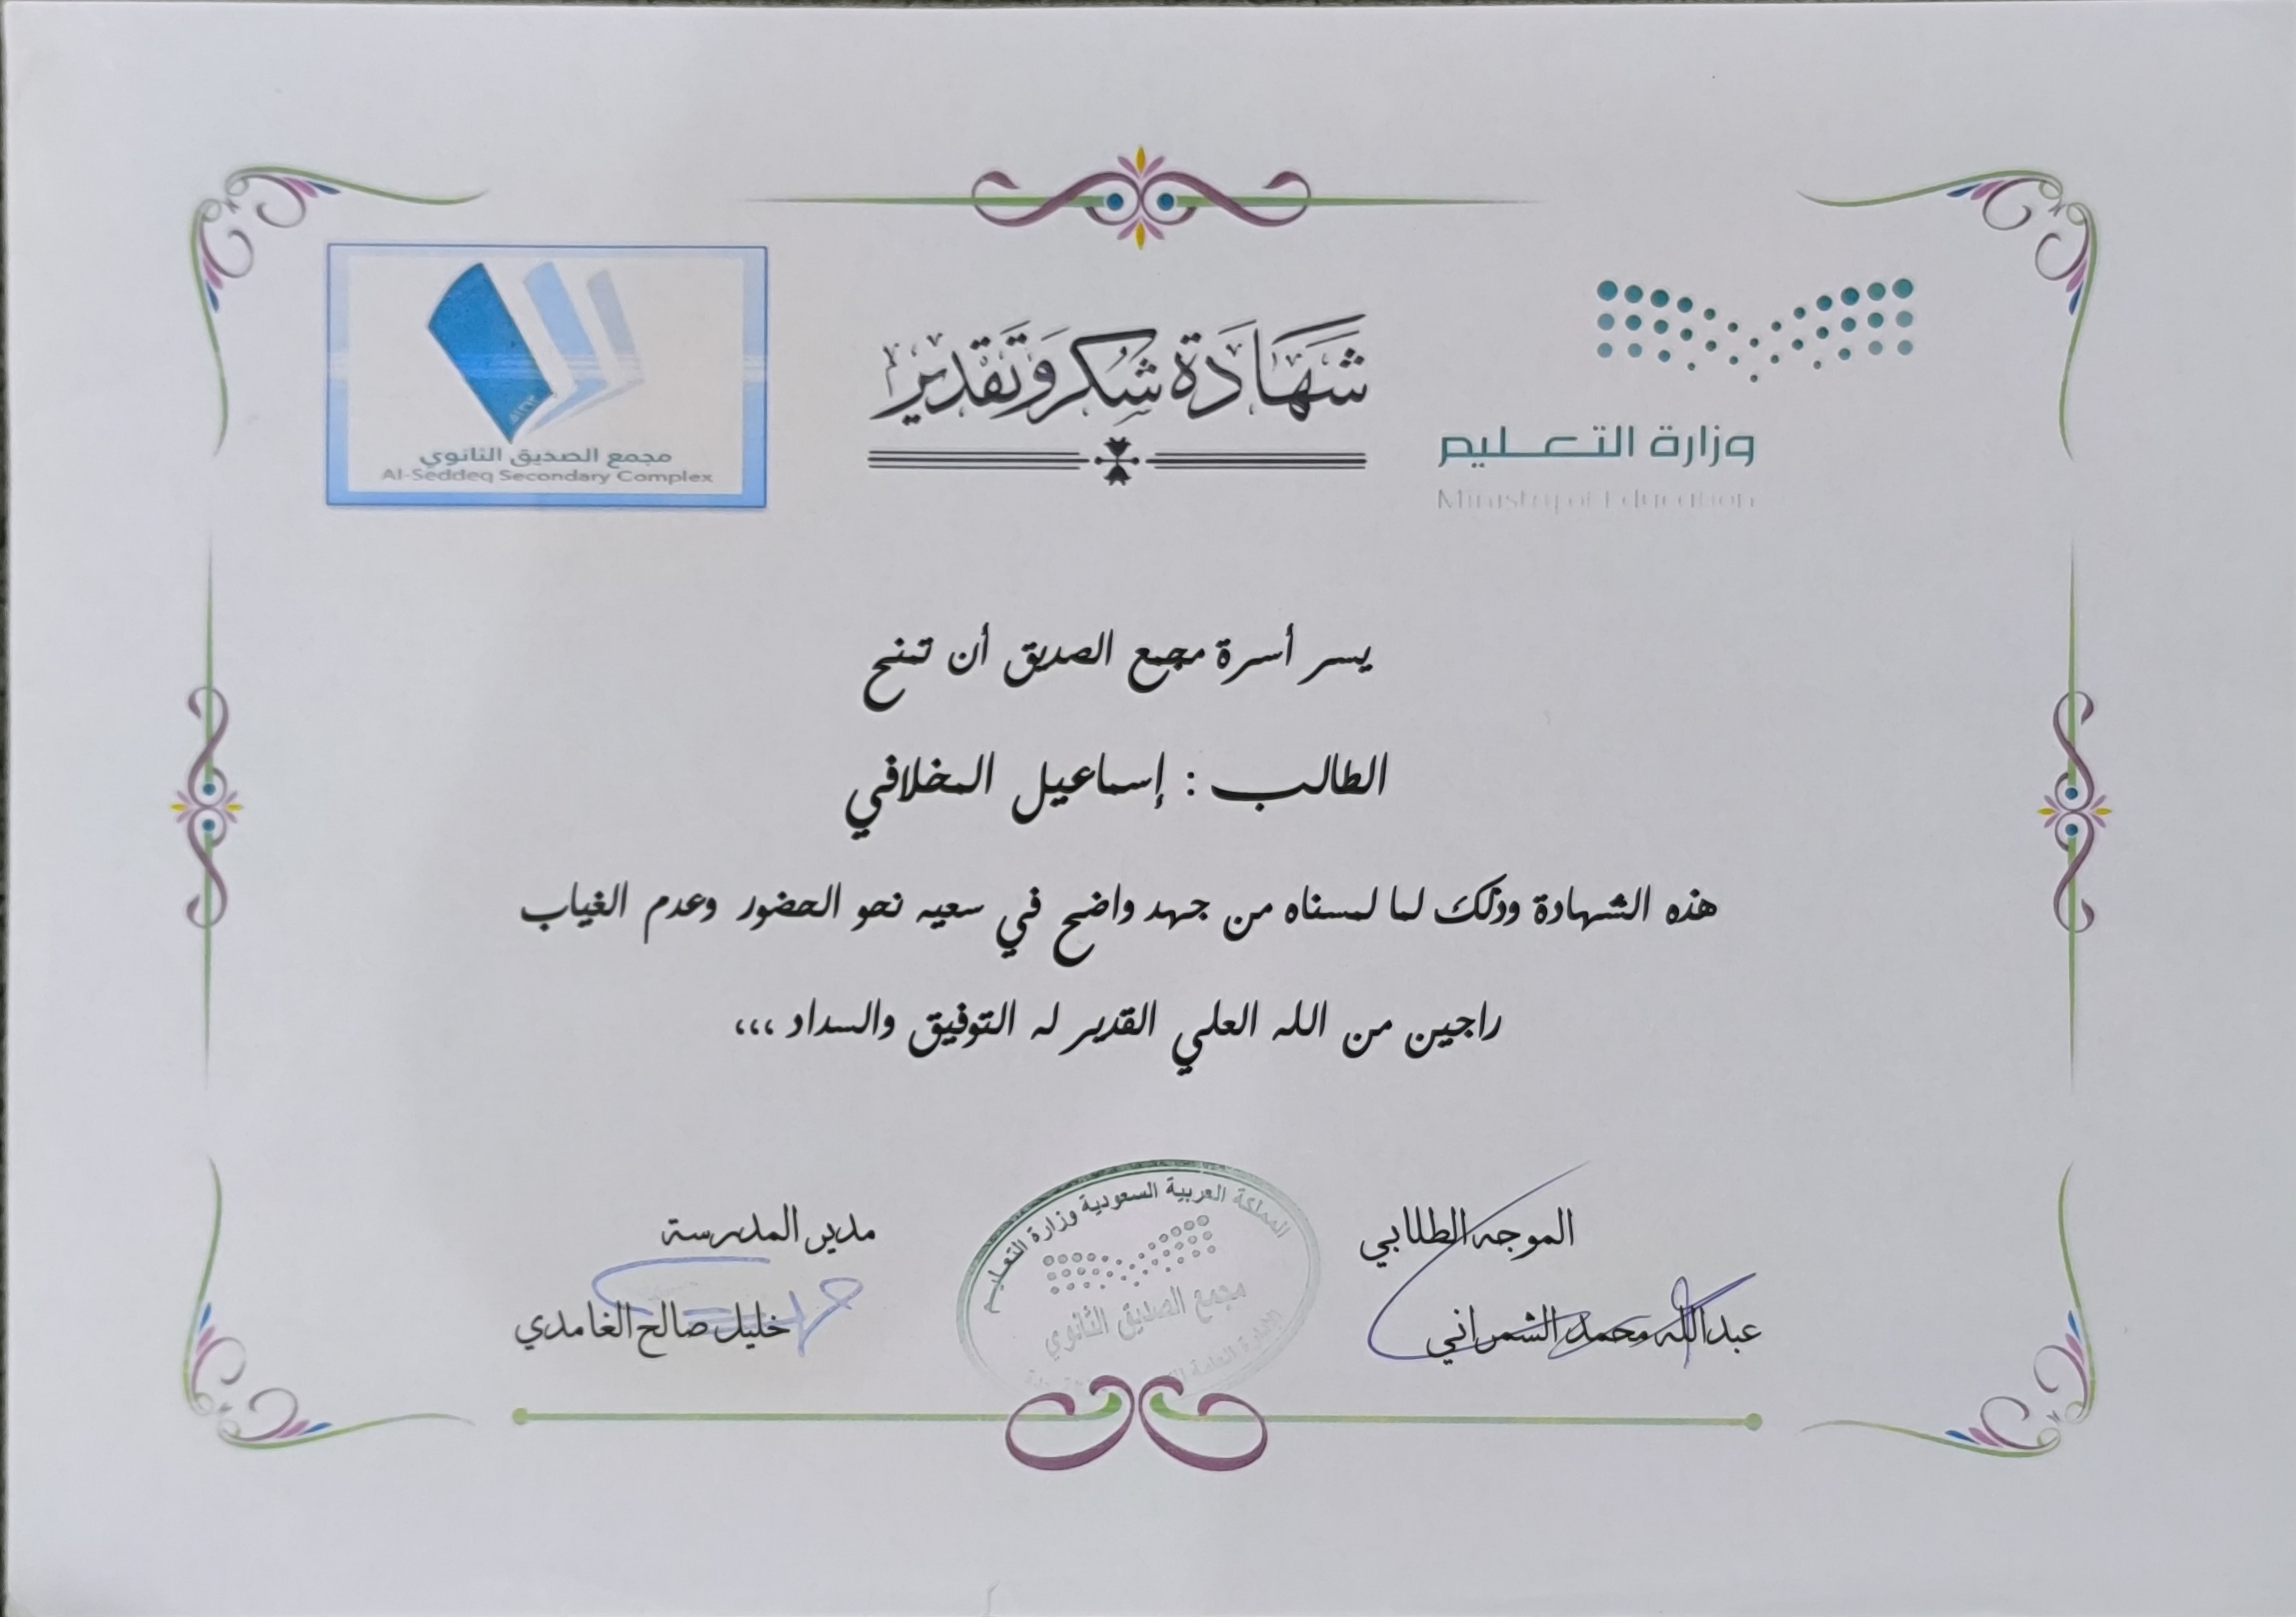 وزارة التعليم
Ministry of Education
شهادة شكر وتقدير
مجمع الصديق الثانوي
Al-Seddeq Secondary Complex
يسر أسرة مجمع الصديق أن تمنح
الطالب : إسماعيل المخلافي
هذه الشهادة وذلك لما لمسناه من جهد واضح في سعيه نحو الحضور وعدم الغياب
راجين من الله العلي القدير له التوفيق والسداد ،،،
الموجه الطلابي
عبدالله محمد الشمراني
المملكة العربية السعودية وزارة التعليم
مجمع الصديق الثانوي
مدير المدرسة
خليل صالح الغامدي